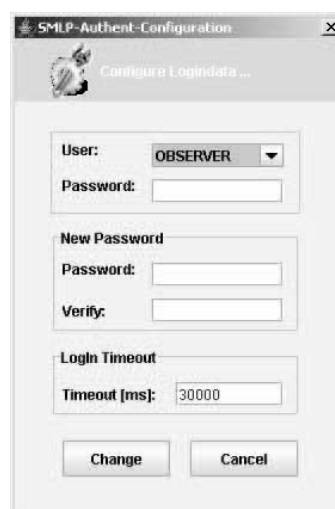 SMLP-Authent-Configuration
Configure Logindata ...
User: OBSERVER
Password:
New Password
Password:
Verify:
LogIn Timeout
Timeout [ms]: 30000
Change Cancel